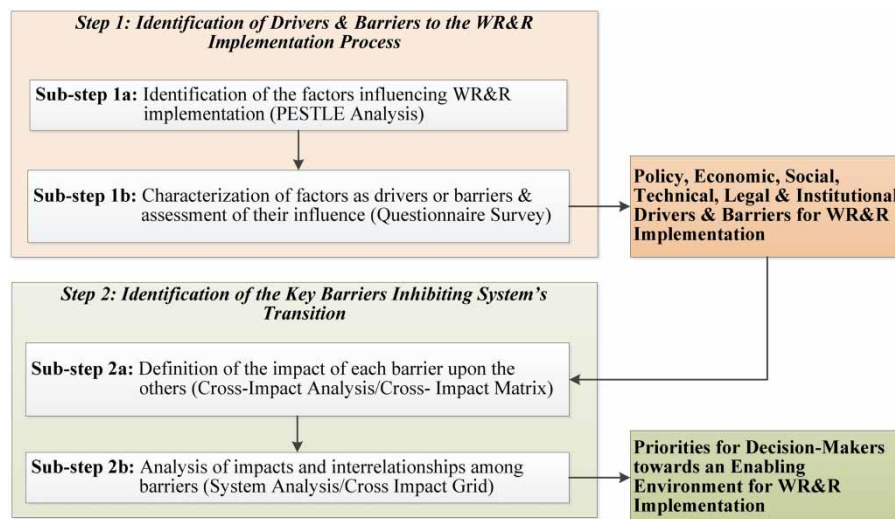 Step 1: Identification of Drivers & Barriers to the WR&R
Implementation Process
Sub-step 1a: Identification of the factors influencing WR&R
implementation (PESTLE Analysis)
Sub-step 1b: Characterization of factors as drivers or barriers &
assessment of their influence (Questionnaire Survey)
Policy, Economic, Social,
Technical, Legal & Institutional
Drivers & Barriers for WR&R
Implementation
Step 2: Identification of the Key Barriers Inhibiting System's
Transition
Sub-step 2a: Definition of the impact of each barrier upon the
others (Cross-Impact Analysis/Cross- Impact Matrix)
Sub-step 2b: Analysis of impacts and interrelationships among
barriers (System Analysis/Cross Impact Grid)
Priorities for Decision-Makers
towards an Enabling
Environment for WR&R
Implementation